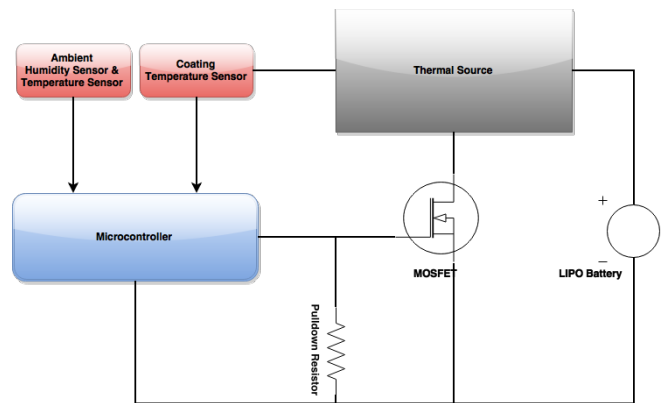 Ambient
Humidity Sensor &
Temperature Sensor
Coating
Temperature Sensor
Thermal Source
Microcontroller
MOSFET
+
−
LIPO Battery
Pulldown Resistor